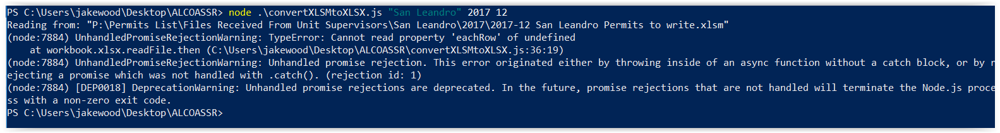 PS C:\Users\jakewood\Desktop\ALCOASSR> node .\convertXLSMtoXLSX.js "San Leandro" 2017 12
Reading from: "P:\Permits List\Files Received From Unit Supervisors\San Leandro\2017\2017-12 San Leandro Permits to write.xlsm"
(node:7884) UnhandledPromiseRejectionWarning: TypeError: Cannot read property 'eachRow' of undefined
    at workbook.xlsx.readFile.then (C:\Users\jakewood\Desktop\ALCOASSR\convertXLSMtoXLSX.js:36:19)
(node:7884) UnhandledPromiseRejectionWarning: Unhandled promise rejection. This error originated either by throwing inside of an async function without a catch block, or by r
ejecting a promise which was not handled with .catch(). (rejection id: 1)
(node:7884) [DEP0018] DeprecationWarning: Unhandled promise rejections are deprecated. In the future, promise rejections that are not handled will terminate the Node.js proce
ss with a non-zero exit code.
PS C:\Users\jakewood\Desktop\ALCOASSR>